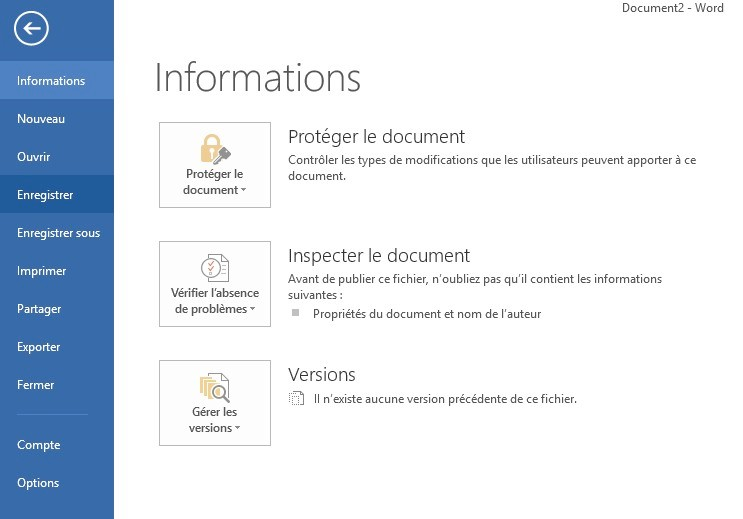 Document2 - Word
Informations
Nouveau
Ouvrir
Enregistrer
Enregistrer sous
Imprimer
Partager
Exporter
Fermer
Compte
Options
Informations
Protéger le
document
Protéger le document
Contrôler les types de modifications que les utilisateurs peuvent apporter à ce
document.
Vérifier l'absence
de problèmes
Inspecter le document
Avant de publier ce fichier, n'oubliez pas qu'il contient les informations
suivantes :
Propriétés du document et nom de l'auteur
Gérer les
versions
Versions
Il n'existe aucune version précédente de ce fichier.